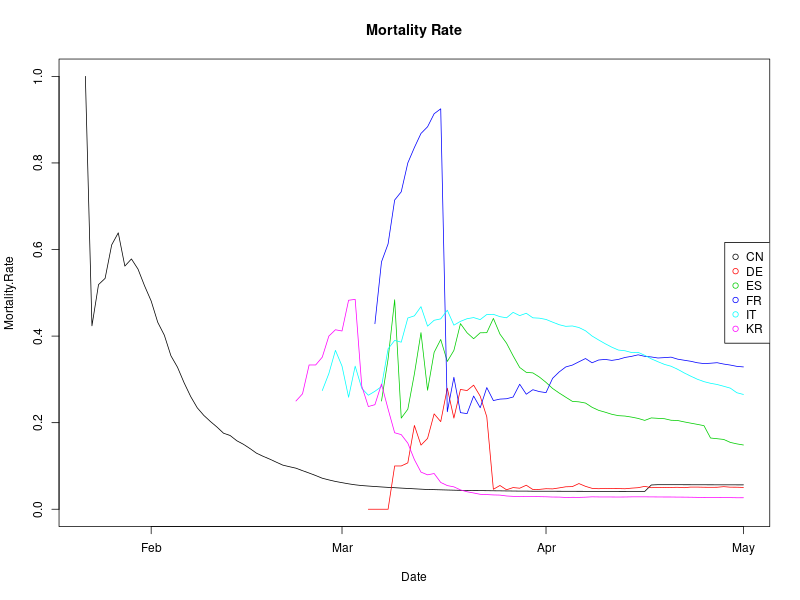 Mortality Rate
1.0
0.8
0.6
0.4
0.2
0.0
Mortality.Rate
CN
DE
ES
FR
IT
KR
Feb
Mar
Apr
May
Date